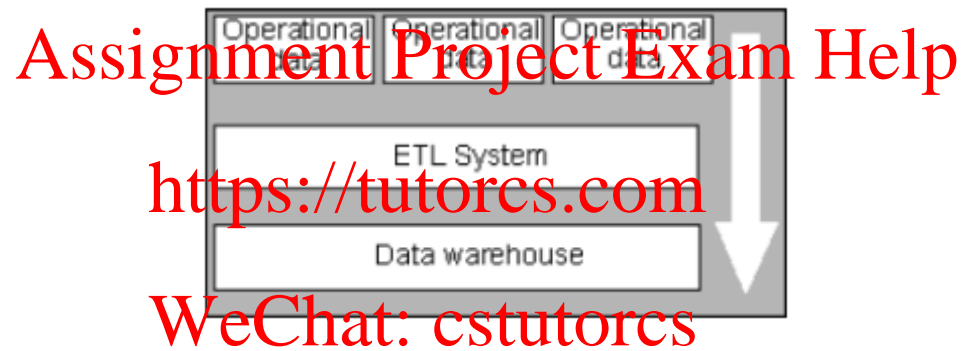 Operational Operational Operational
data data data
Assignment Project Exam Help
ETL System
https://tutorcs.com
Data warehouse
WeChat: cstutorcs